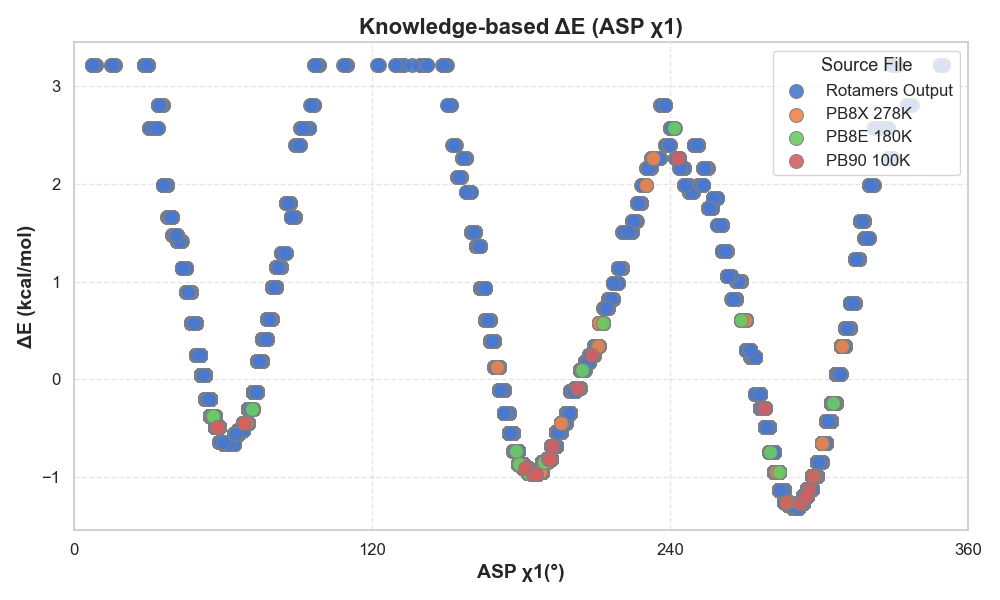 Knowledge-based ΔE (ASP χ1)
ΔE (kcal/mol)
3
2
1
0
−1
Source File
Rotamers Output
PB8X 278K
PB8E 180K
PB90 100K
0
120
240
360
ASP χ1(°)